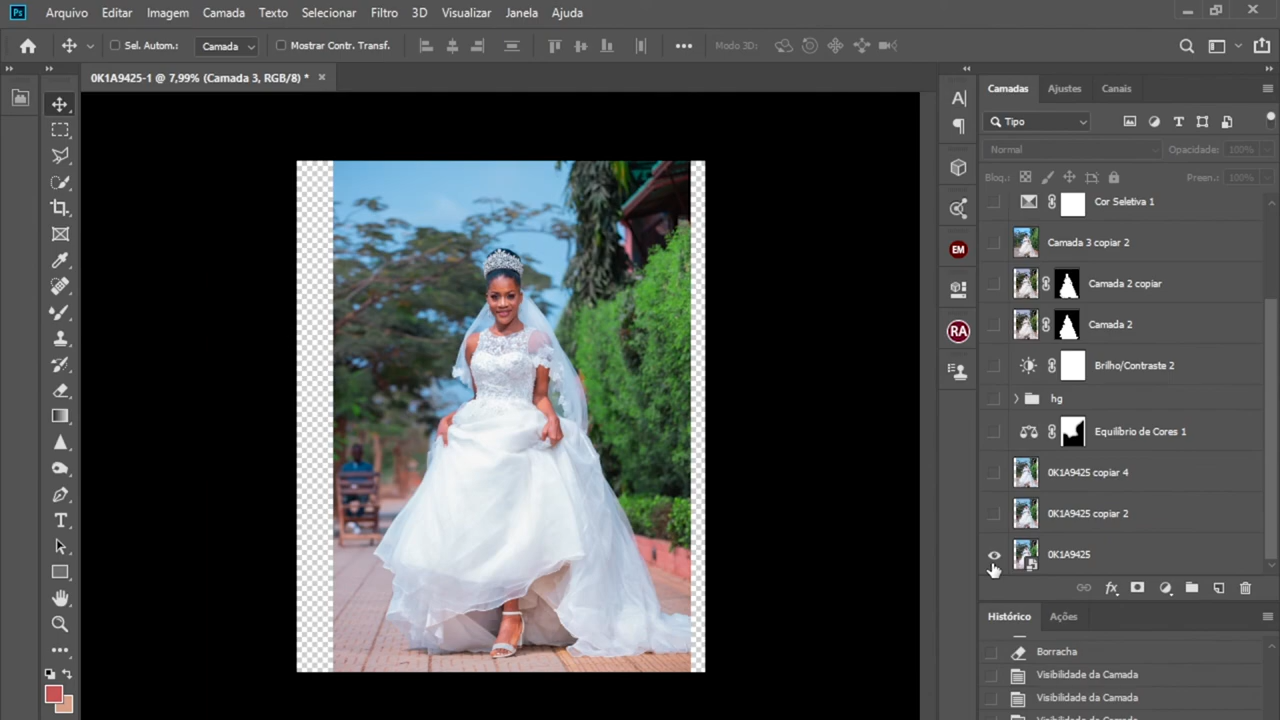 Ps Arquivo Editar Imagem Camada Texto Selecionar Filtro 3D Visualizar Janela Ajuda
Sel. Autom.: Camada Mostrar Contr. Transf. Modo 3D:
0K1A9425-1 @ 7,99% (Camada 3, RGB/8) *
Camadas Ajustes Canais
Tipo
Normal Opacidade: 100%
Bloq.: Preen.: 100%
Cor Seletiva 1
Camada 3 copiar 2
Camada 2 copiar
Camada 2
Brilho/Contraste 2
hg
Equilíbrio de Cores 1
0K1A9425 copiar 4
0K1A9425 copiar 2
0K1A9425
fx
Histórico Ações
Borracha
Visibilidade da Camada
Visibilidade da Camada
EM
RA